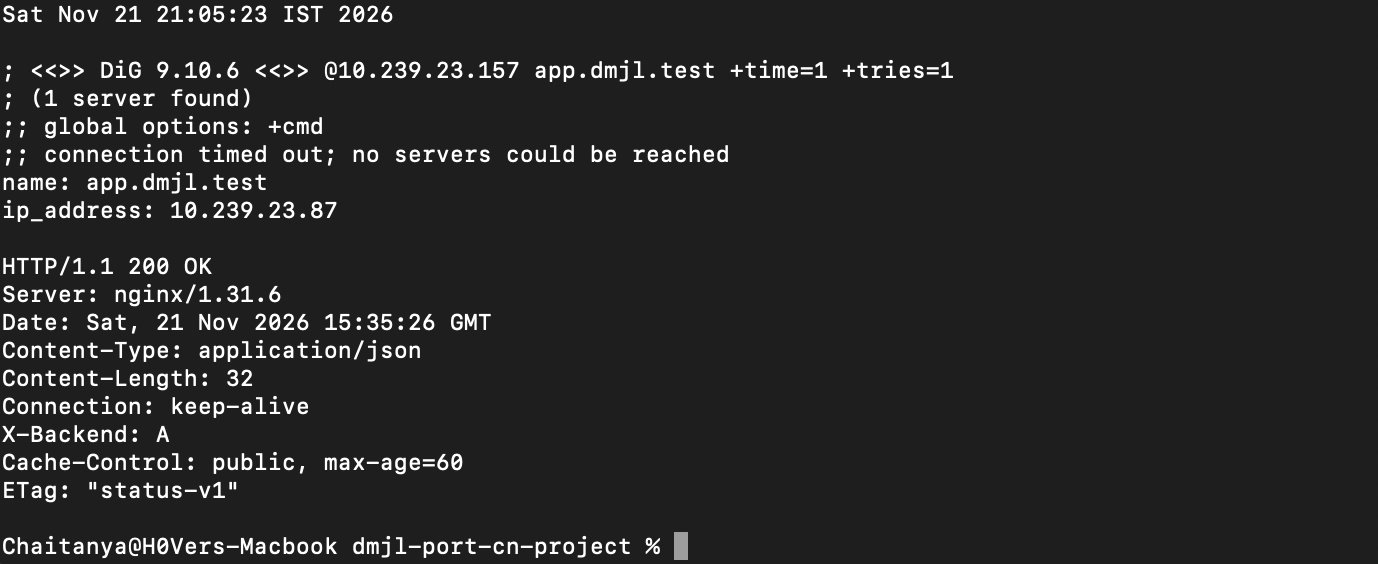 Sat Nov 21 21:05:23 IST 2026
; <<>> DiG 9.10.6 <<>> @10.239.23.157 app.dmjl.test +time=1 +tries=1
; (1 server found)
;; global options: +cmd
;; connection timed out; no servers could be reached
name: app.dmjl.test
ip_address: 10.239.23.87
HTTP/1.1 200 OK
Server: nginx/1.31.6
Date: Sat, 21 Nov 2026 15:35:26 GMT
Content-Type: application/json
Content-Length: 32
Connection: keep-alive
X-Backend: A
Cache-Control: public, max-age=60
ETag: "status-v1"
Chaitanya@H0Vers-Macbook dmjl-port-cn-project %